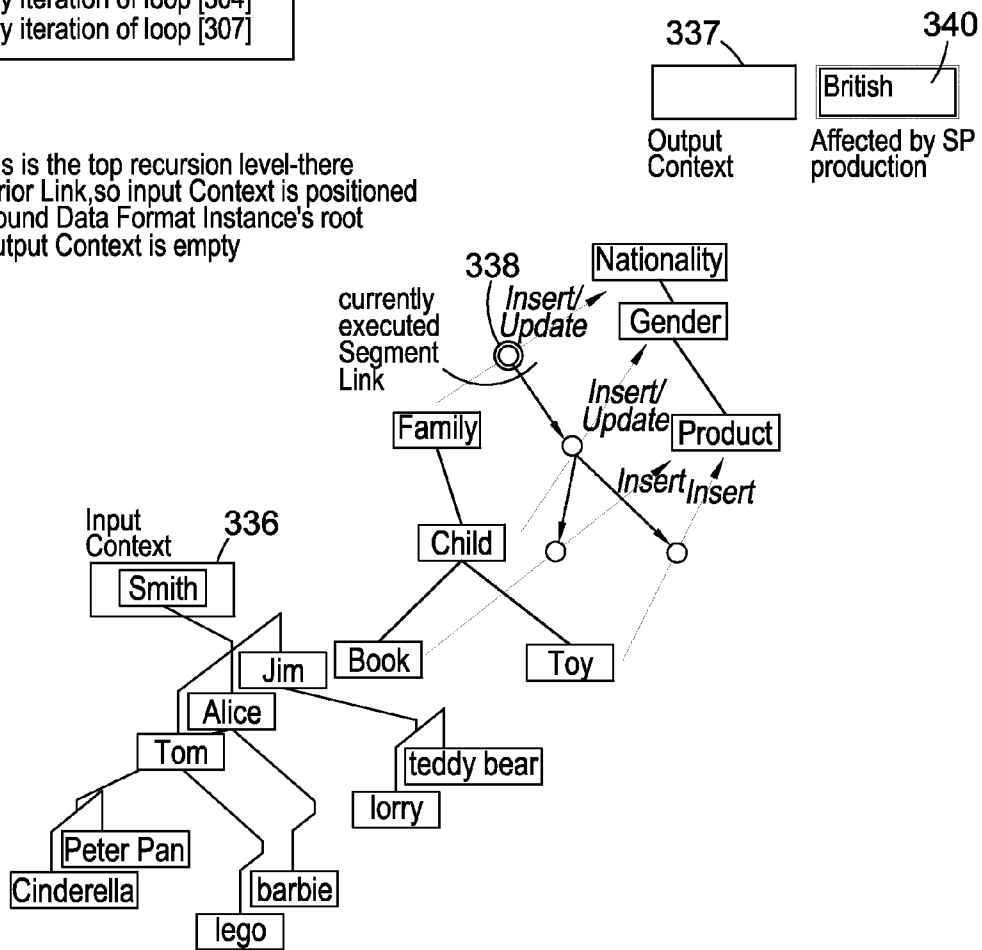 y iteration of loop [304]
y iteration of loop [307]
337
340
British
Output
Context
Affected by SP
production
s is the top recursion level-there
rior Link,so input Context is positioned
ound Data Format Instance's root
utput Context is empty
338
Nationality
currently
executed
Segment
Link
Insert/
Update
Gender
Insert/
Update
Family
Product
Insert
Insert
Input
Context
336
Child
Smith
Jim
Book
Toy
Alice
Tom
teddy bear
lorry
Peter Pan
Cinderella
barbie
lego